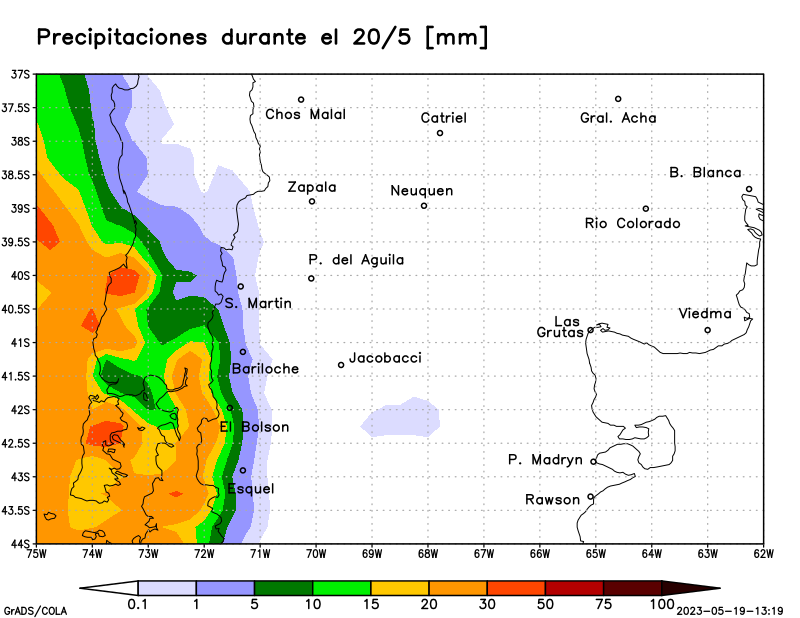 Precipitaciones durante el 20/5 [mm]
37S
37.5S
38S
38.5S
39S
39.5S
40S
40.5S
41S
41.5S
42S
42.5S
43S
43.5S
44S
Chos Malal
Catriel
Gral. Acha
B. Blanca
Zapala
Neuquen
Rio Colorado
P. del Aguila
S. Martin
Las
Grutas
Viedma
Bariloche
Jacobacci
El Bolson
P. Madryn
Esquel
Rawson
75W 74W 73W 72W 71W 70W 69W 68W 67W 66W 65W 64W 63W 62W
0.1 1 5 10 15 20 30 50 75 100
GrADS/COLA
2023-05-19-13:19